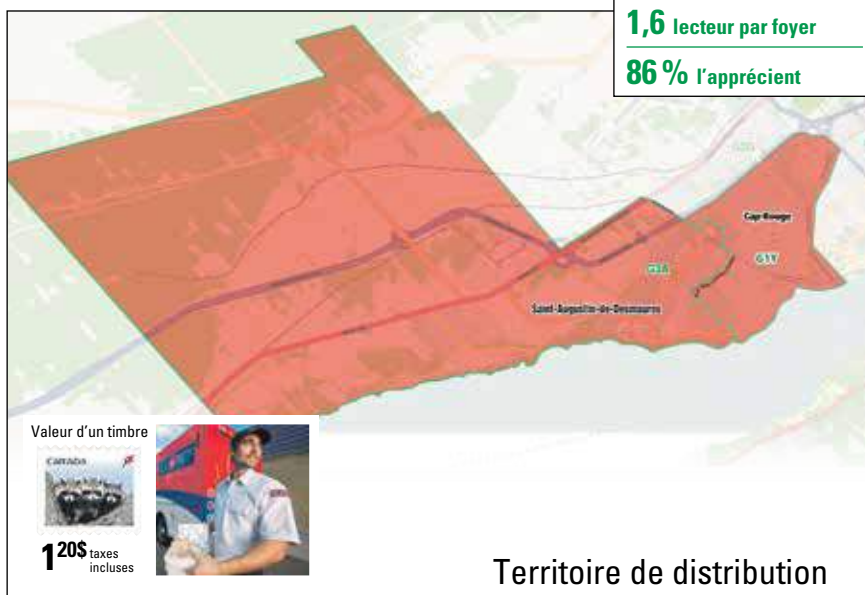 1,6 lecteur par foyer
86 % l'apprécient
Cap-Rouge
G3A
G1Y
Saint-Augustin-de-Desmaures
Valeur d'un timbre
CANADA
1 20$ taxes
incluses
Territoire de distribution